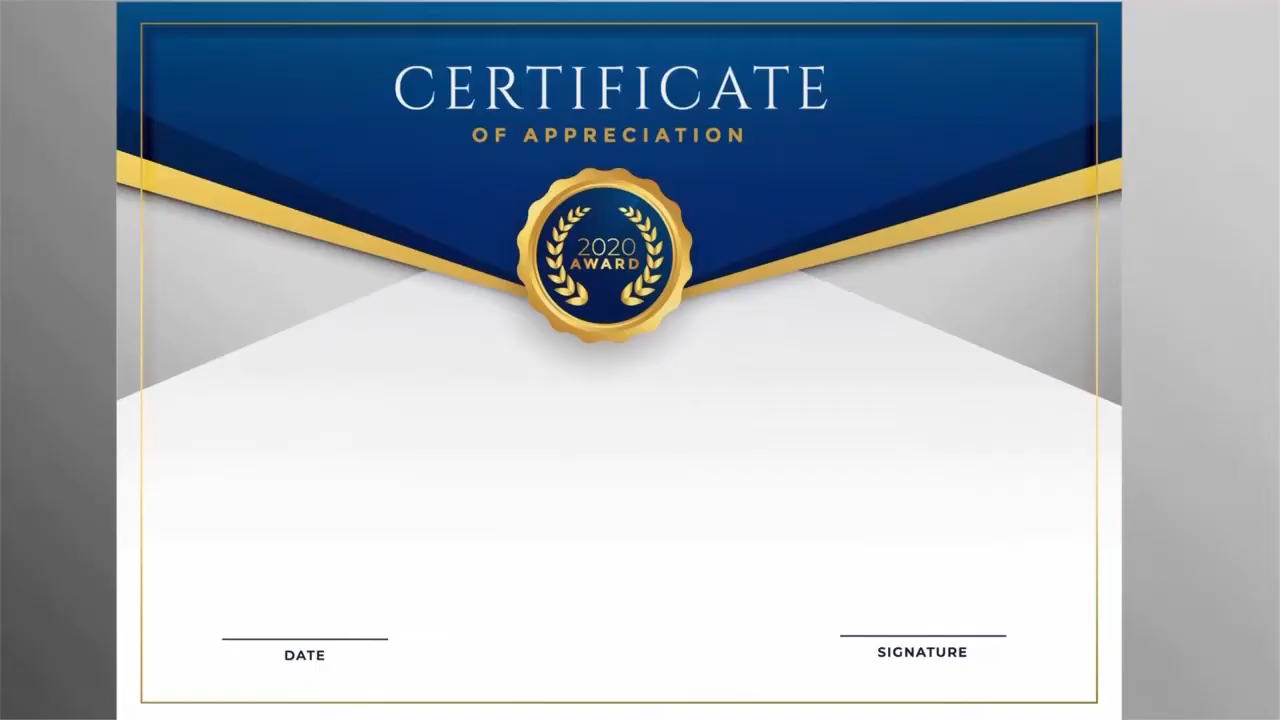 CERTIFICATE
OF APPRECIATION
2020
AWARD
DATE
SIGNATURE